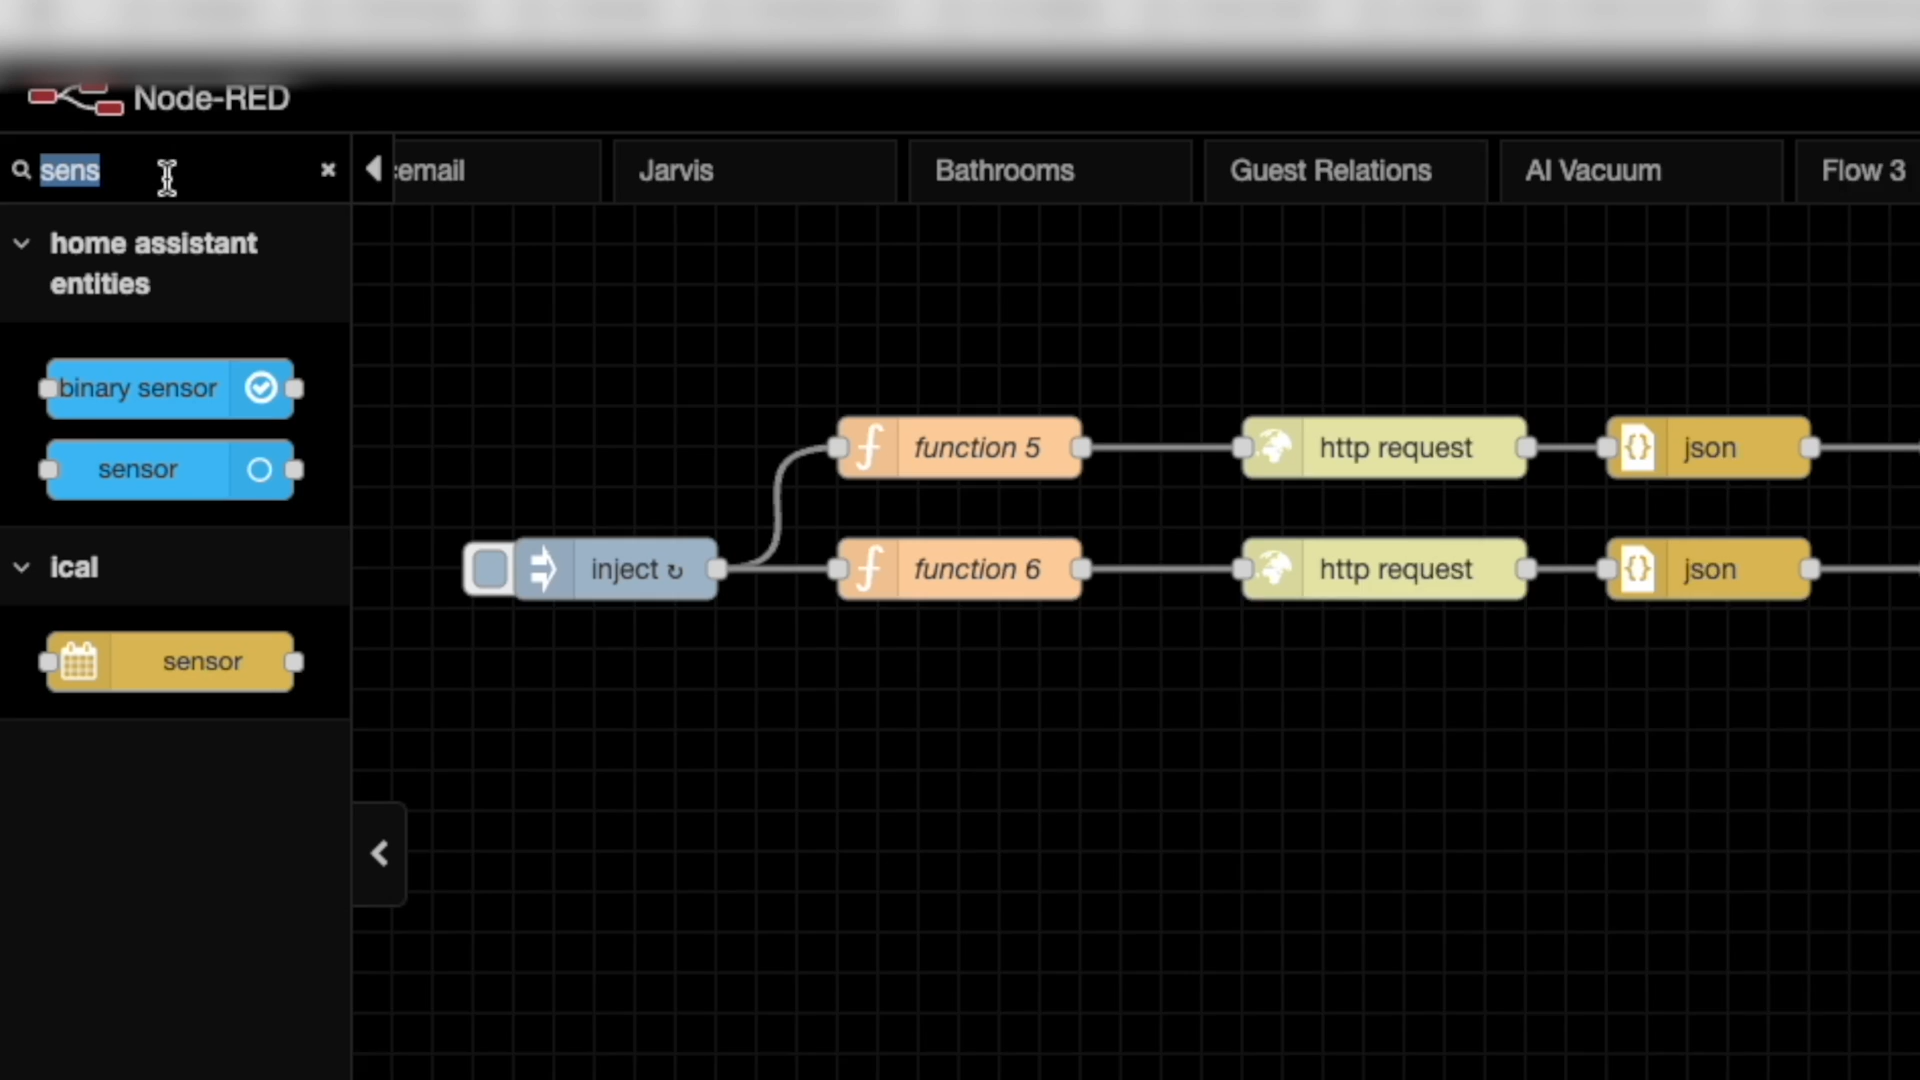 Node-RED
sens
email
Jarvis
Bathrooms
Guest Relations
AI Vacuum
Flow 3
home assistant
entities
binary sensor
sensor
function 5
http request
json
inject ↻
function 6
http request
json
ical
sensor